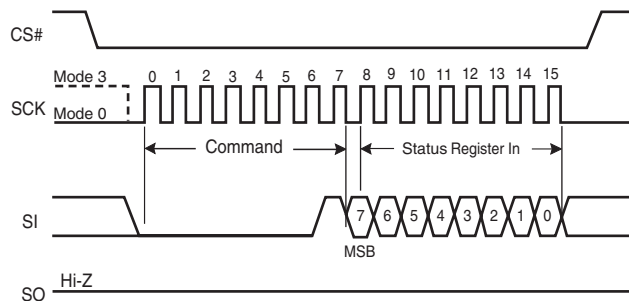 CS#
Mode 3
0 1 2 3 4 5 6 7 8 9 10 11 12 13 14 15
SCK
Mode 0
Command
Status Register In
SI
7 6 5 4 3 2 1 0
MSB
Hi-Z
SO